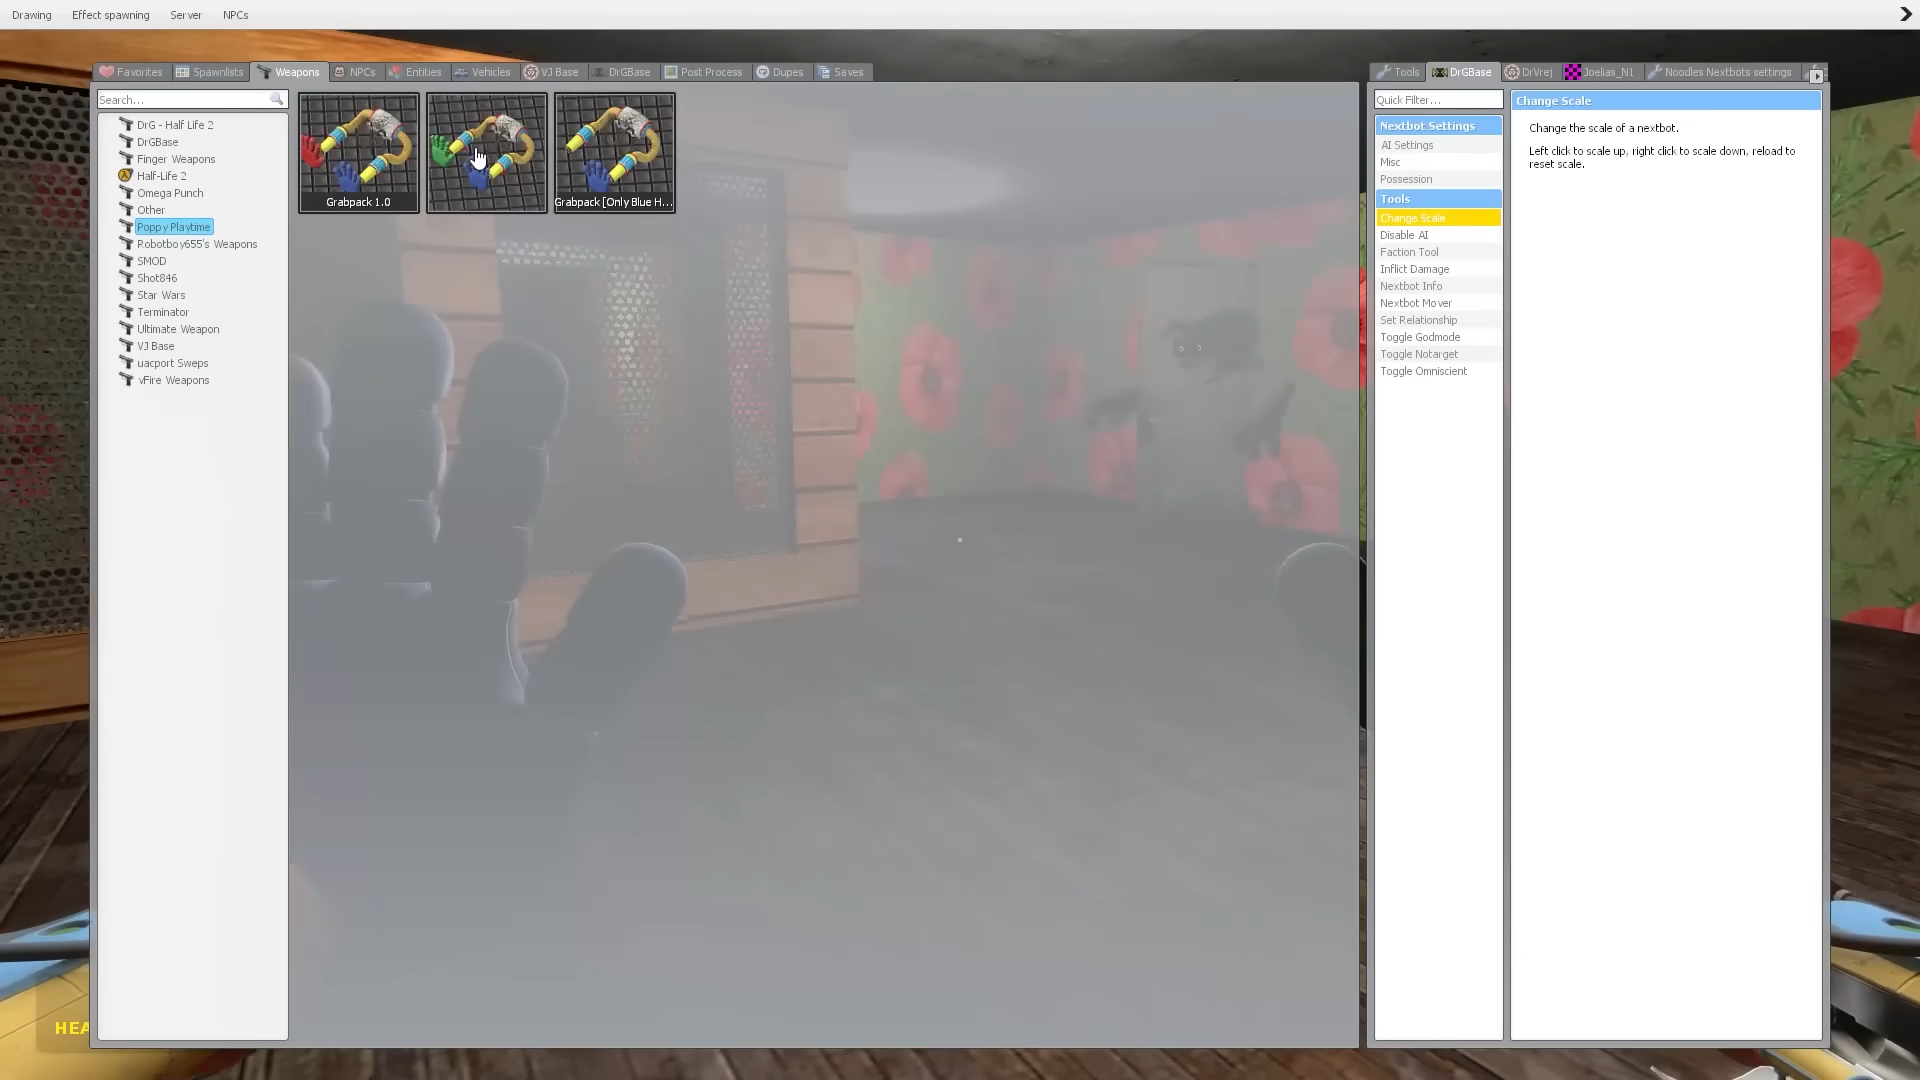 Drawing Effect spawning Server NPCs
Favorites Spawnlists Weapons NPCs Entities Vehicles VJ Base DrGBase Post Process Dupes Saves
Search...
DrG - Half Life 2
DrGBase
Finger Weapons
Half-Life 2
Omega Punch
Other
Poppy Playtime
Robotboy655's Weapons
SMOD
Shot846
Star Wars
Terminator
Ultimate Weapon
VJ Base
uacport Sweps
vFire Weapons
Grabpack 1.0
Grabpack [Only Blue H...
Tools DrGBase DrVrej Joelias_N1 Noodles Nextbots settings
Quick Filter...
Nextbot Settings
AI Settings
Misc
Possession
Tools
Change Scale
Disable AI
Faction Tool
Inflict Damage
Nextbot Info
Nextbot Mover
Set Relationship
Toggle Godmode
Toggle Notarget
Toggle Omniscient
Change Scale
Change the scale of a nextbot.
Left click to scale up, right click to scale down, reload to
reset scale.
HEA